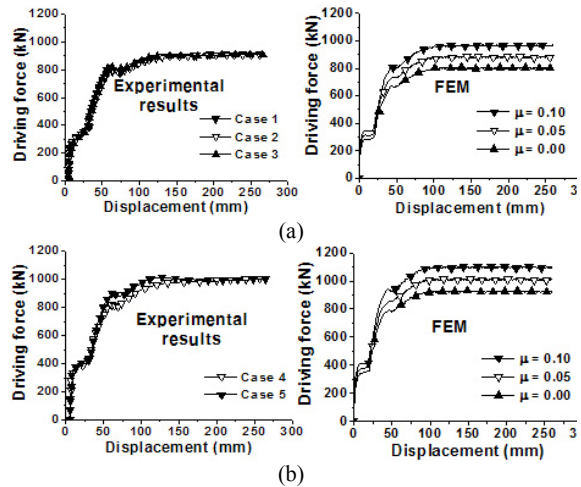 1000
800
600
400
200
0
Driving force (kN)
Experimental
results
Case 1
Case 2
Case 3
0 50 100 150 200 250 300
Displacement (mm)
1000
800
600
400
200
0
Driving force (kN)
FEM
μ = 0.10
μ = 0.05
μ = 0.00
0 50 100 150 200 250
Displacement (mm)
(a)
1000
800
600
400
200
0
Driving force (kN)
Experimental
results
Case 4
Case 5
0 50 100 150 200 250 300
Displacement (mm)
1200
1000
800
600
400
200
0
Driving force (kN)
FEM
μ = 0.10
μ = 0.05
μ = 0.00
0 50 100 150 200 250
Displacement (mm)
(b)